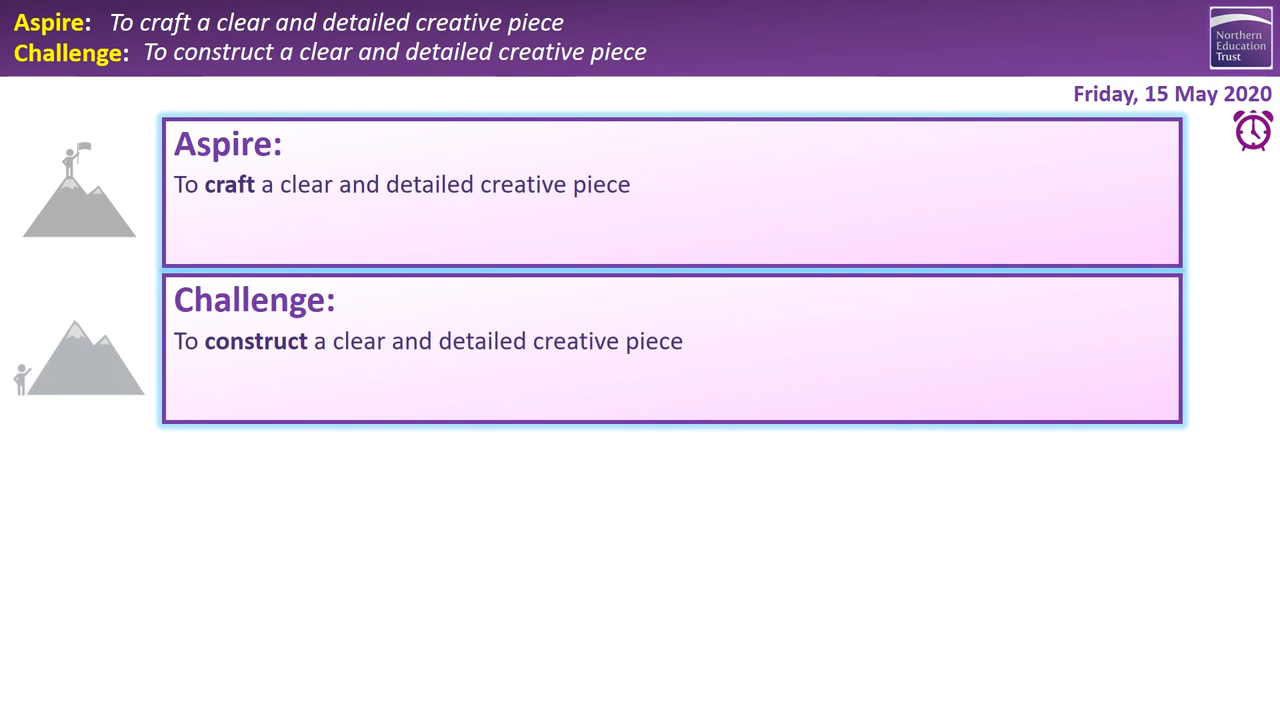 Aspire: To craft a clear and detailed creative piece
Challenge: To construct a clear and detailed creative piece
Northern
Education
Trust
Friday, 15 May 2020
Aspire:
To craft a clear and detailed creative piece
Challenge:
To construct a clear and detailed creative piece